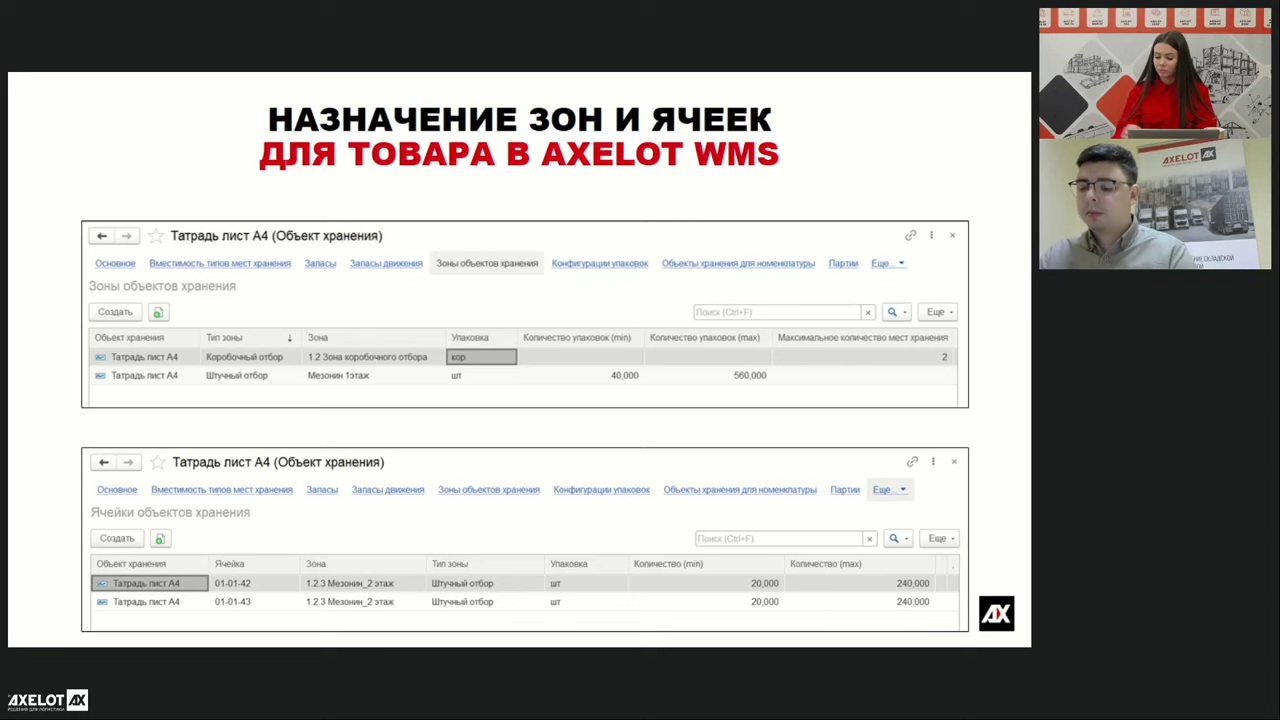 НАЗНАЧЕНИЕ ЗОН И ЯЧЕЕК
ДЛЯ ТОВАРА В AXELOT WMS
Татрадь лист А4 (Объект хранения)
Основное Вместимость типов мест хранения Запасы Запасы движения Зоны объектов хранения Конфигурации упаковок Объекты хранения для номенклатуры Партии Еще...
Зоны объектов хранения
Создать Поиск (Ctrl+F) × Еще
Объект хранения Тип зоны ↓ Зона Упаковка Количество упаковок (min) Количество упаковок (max) Максимальное количество мест хранения
Татрадь лист А4 Коробочный отбор 1.2 Зона коробочного отбора кор 2
Татрадь лист А4 Штучный отбор Мезонин 1этаж шт 40,000 560,000
Татрадь лист А4 (Объект хранения)
Основное Вместимость типов мест хранения Запасы Запасы движения Зоны объектов хранения Конфигурации упаковок Объекты хранения для номенклатуры Партии Еще...
Ячейки объектов хранения
Создать Поиск (Ctrl+F) × Еще
Объект хранения Ячейка Зона Тип зоны Упаковка Количество (min) Количество (max)
Татрадь лист А4 01-01-42 1.2.3 Мезонин_2 этаж Штучный отбор шт 20,000 240,000
Татрадь лист А4 01-01-43 1.2.3 Мезонин_2 этаж Штучный отбор шт 20,000 240,000
AX
AXELOT AX
РЕШЕНИЯ ДЛЯ ЛОГИСТИКИ
AXELOT AX